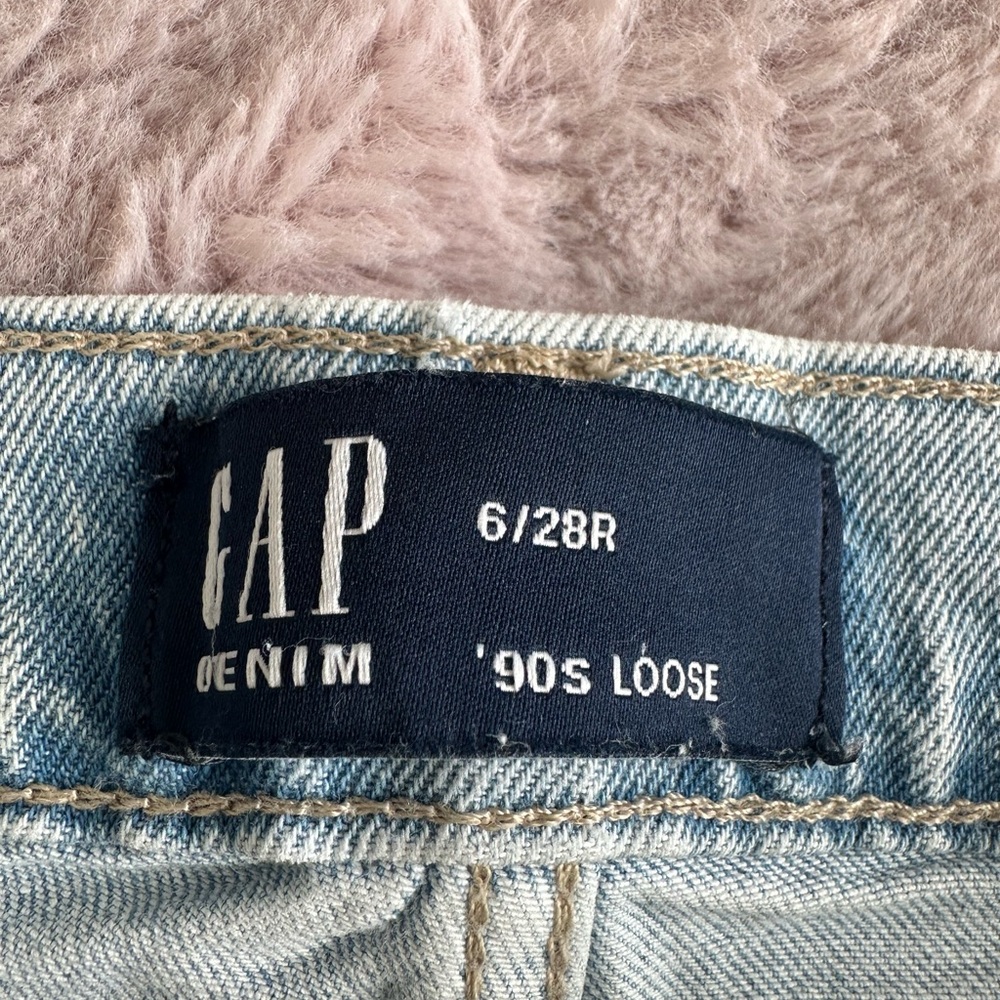 GAP
DENIM
6/28R
'90s LOOSE